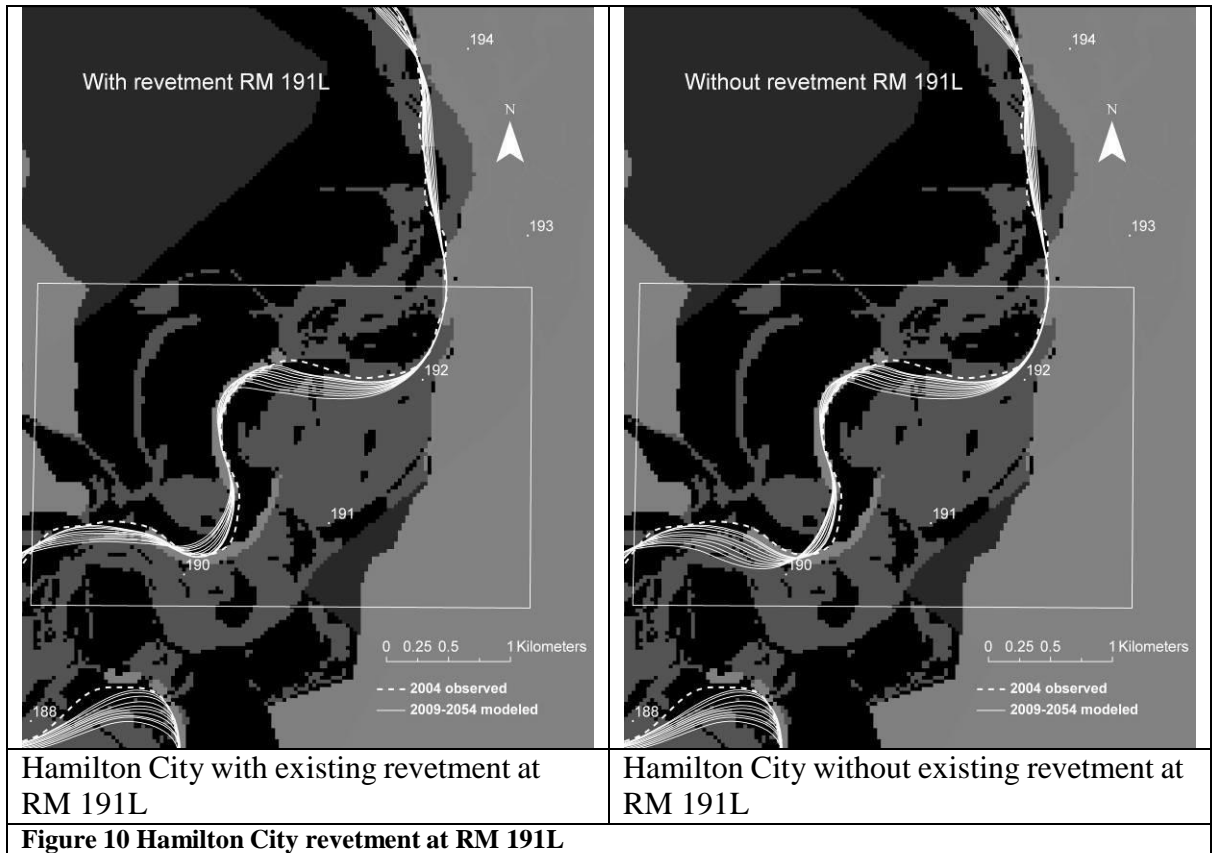 With revetment RM 191L
194
N
193
192
191
190
0 0.25 0.5 1 Kilometers
2004 observed
188
2009-2054 modeled
Without revetment RM 191L
194
N
193
192
191
190
0 0.25 0.5 1 Kilometers
2004 observed
188
2009-2054 modeled
Hamilton City with existing revetment at
RM 191L
Hamilton City without existing revetment at
RM 191L
Figure 10 Hamilton City revetment at RM 191L